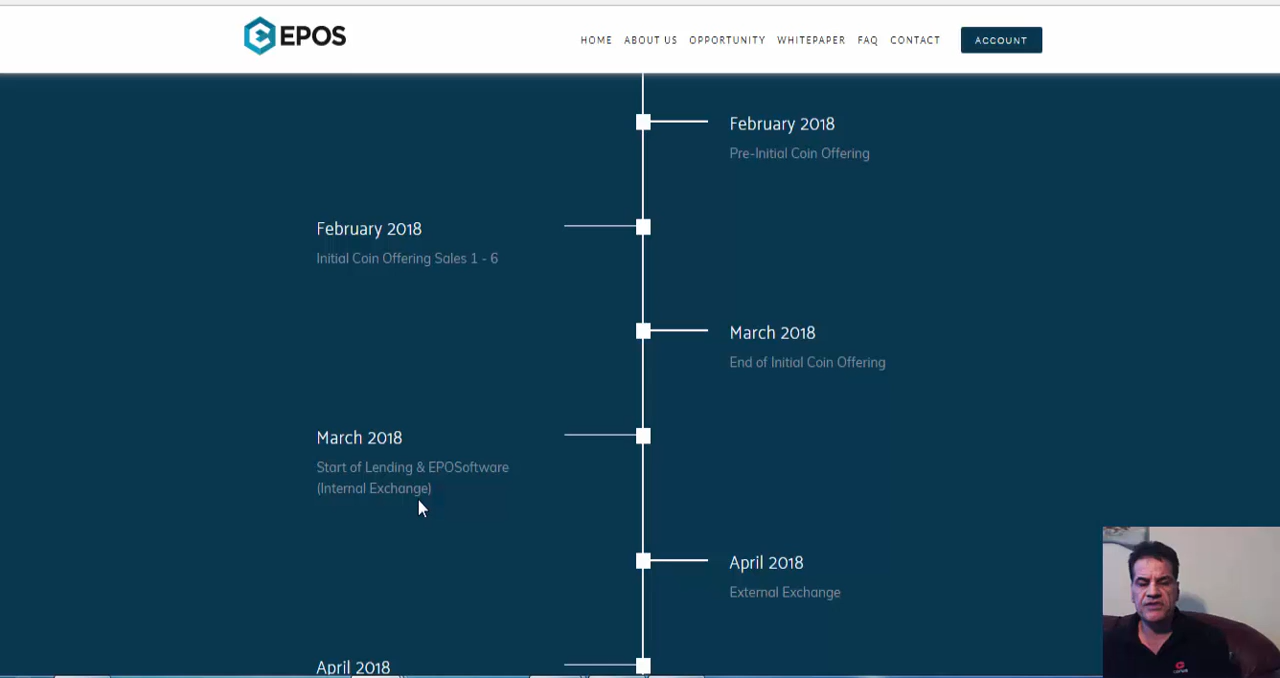 EPOS
HOME ABOUT US OPPORTUNITY WHITEPAPER FAQ CONTACT ACCOUNT
February 2018
Pre-Initial Coin Offering
February 2018
Initial Coin Offering Sales 1 - 6
March 2018
End of Initial Coin Offering
March 2018
Start of Lending & EPOSoftware
(Internal Exchange)
April 2018
External Exchange
April 2018